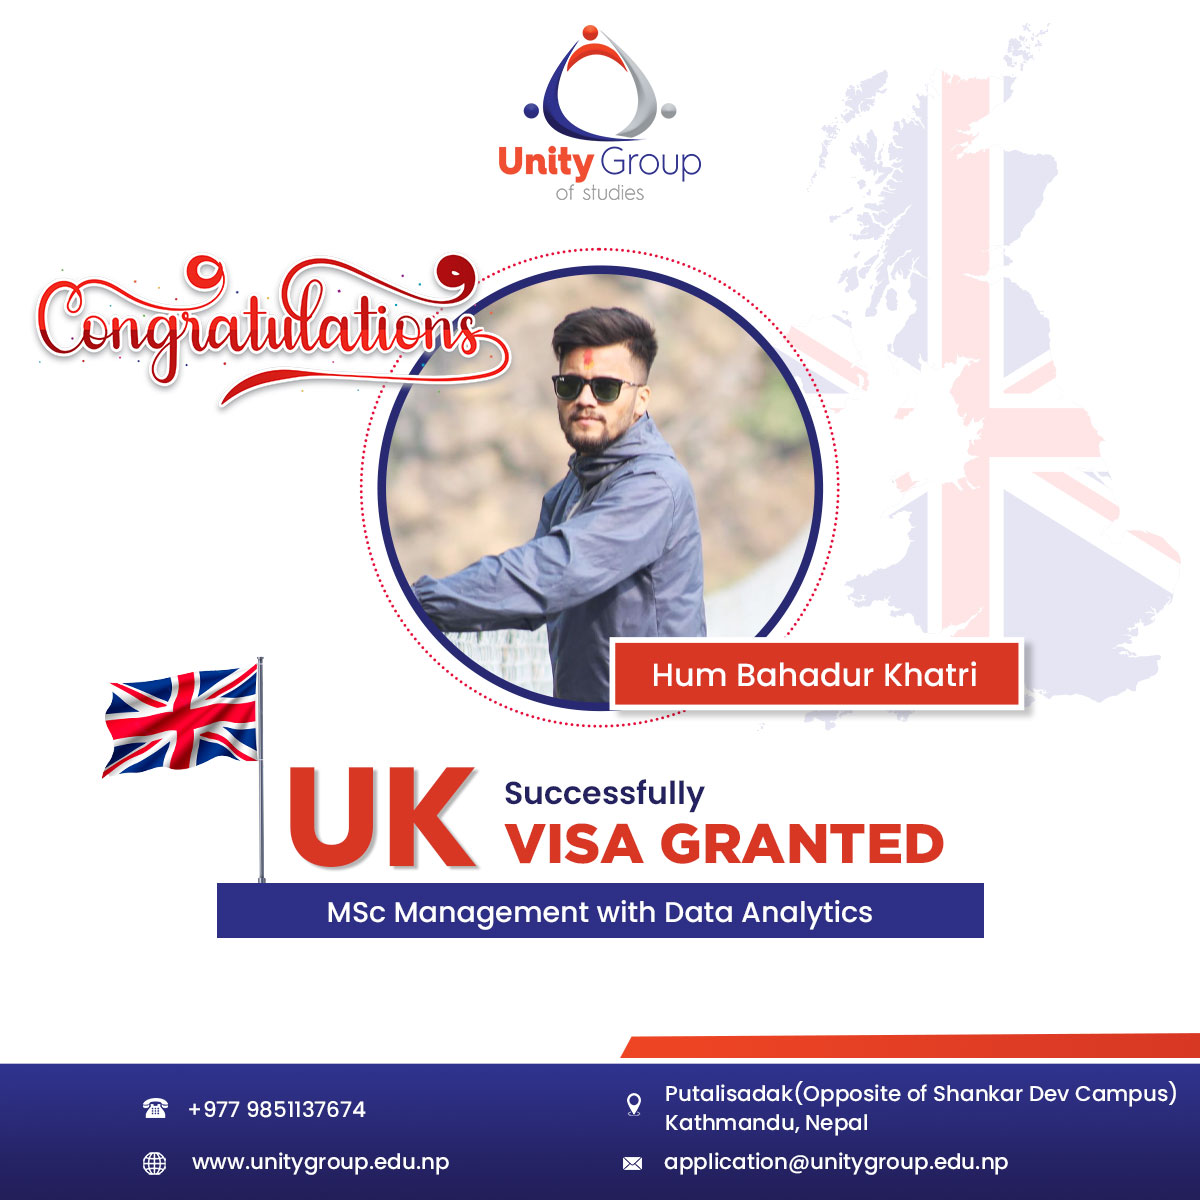 Unity Group
of studies
Congratulations
Hum Bahadur Khatri
UK
Successfully
VISA GRANTED
MSc Management with Data Analytics
+977 9851137674
www.unitygroup.edu.np
Putalisadak(Opposite of Shankar Dev Campus)
Kathmandu, Nepal
application@unitygroup.edu.np